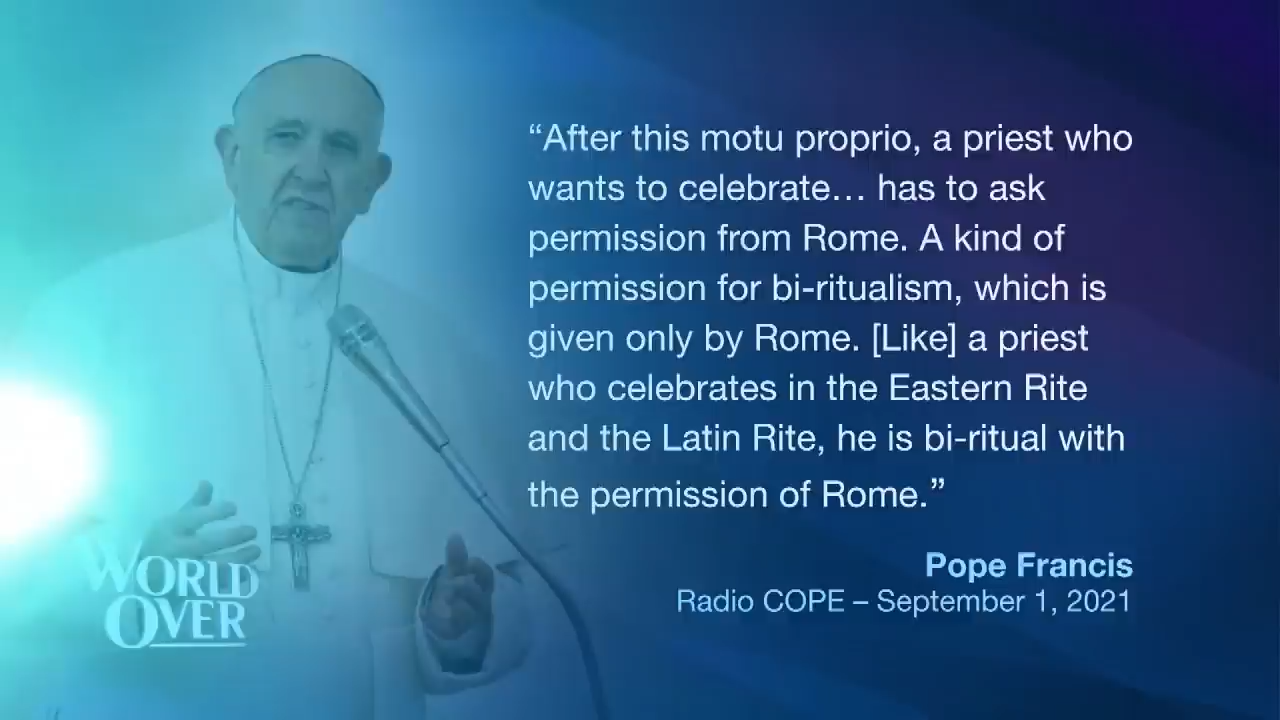 “After this motu proprio, a priest who
wants to celebrate… has to ask
permission from Rome. A kind of
permission for bi-ritualism, which is
given only by Rome. [Like] a priest
who celebrates in the Eastern Rite
and the Latin Rite, he is bi-ritual with
the permission of Rome.”
Pope Francis
Radio COPE – September 1, 2021
WORLD
OVER